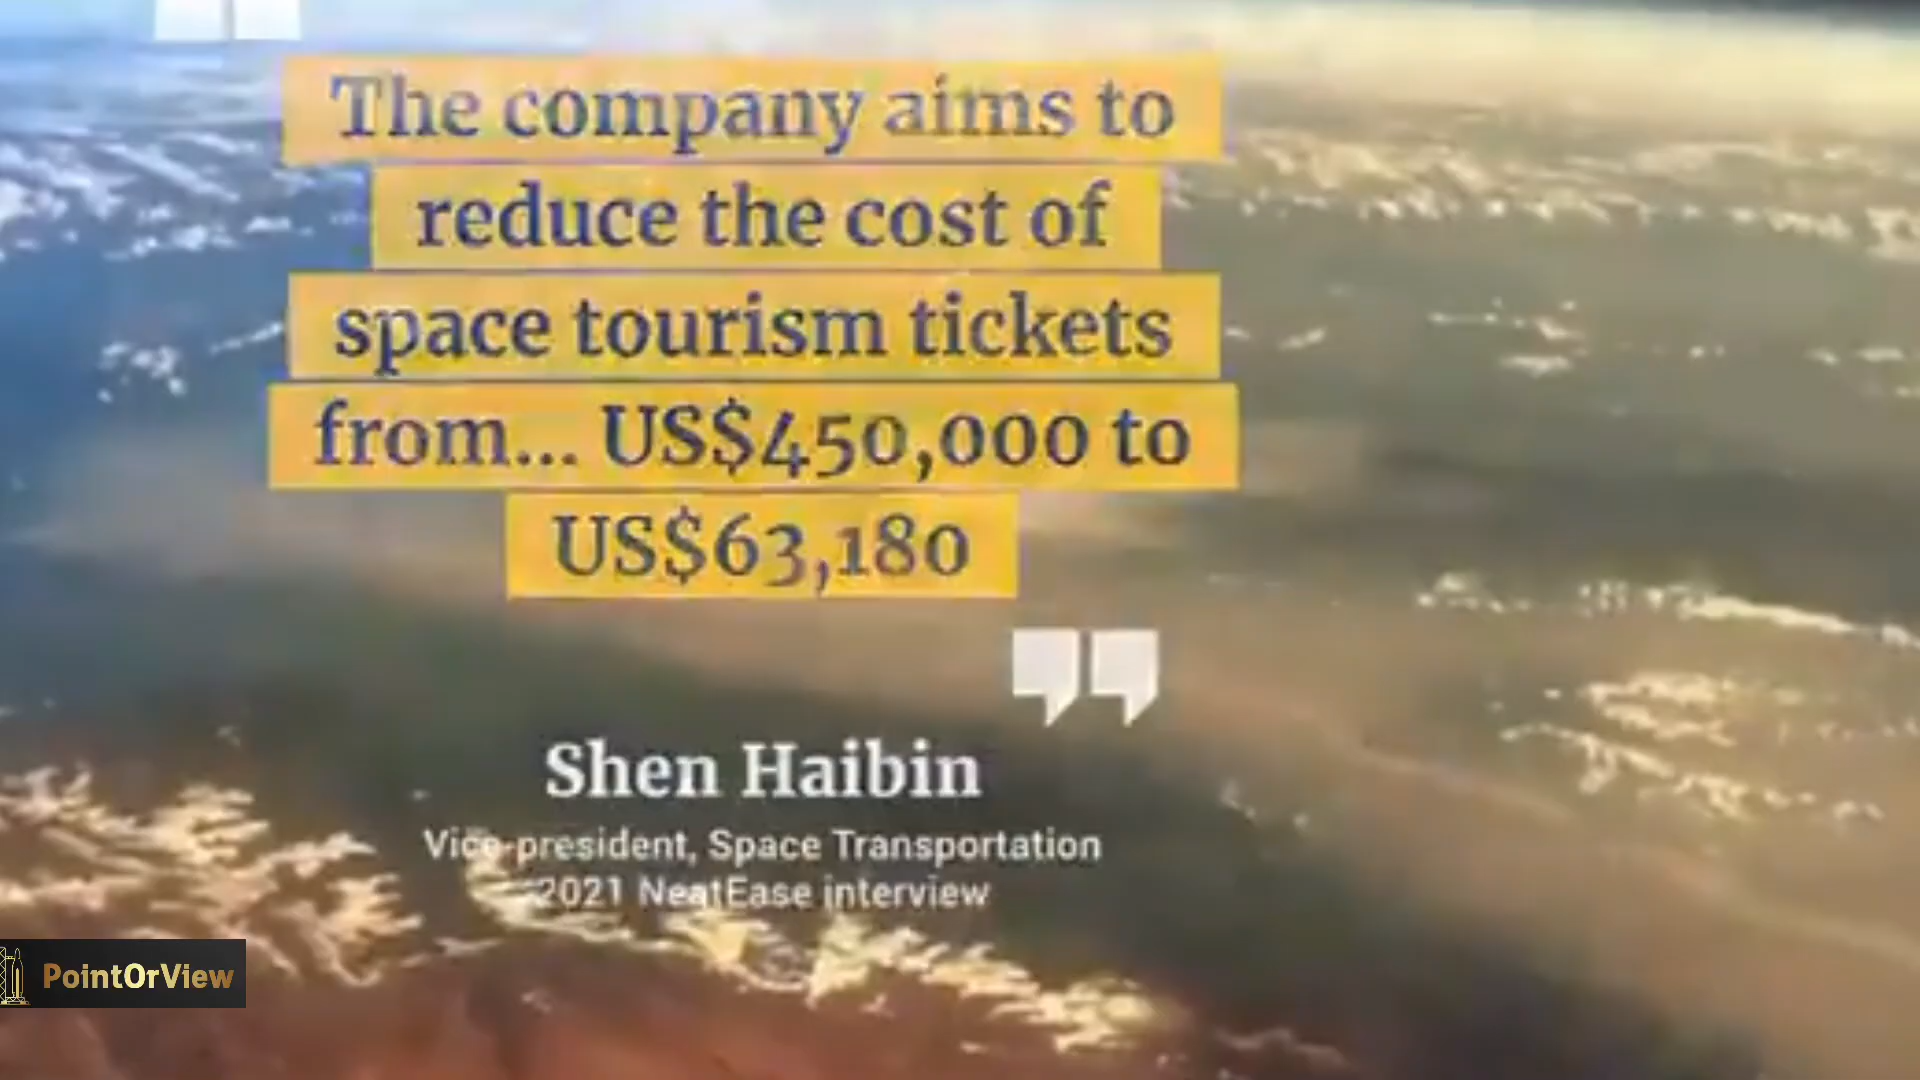 The company aims to
reduce the cost of
space tourism tickets
from... US$450,000 to
US$63,180
Shen Haibin
Vice-president, Space Transportation
2021 NeatEase interview
PointOrView